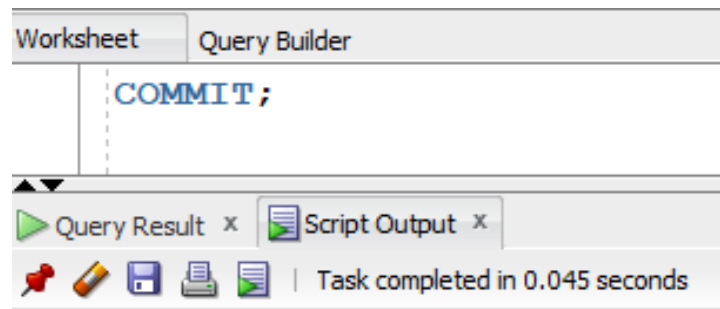 Worksheet Query Builder
COMMIT;
Query Result x Script Output x
Task completed in 0.045 seconds